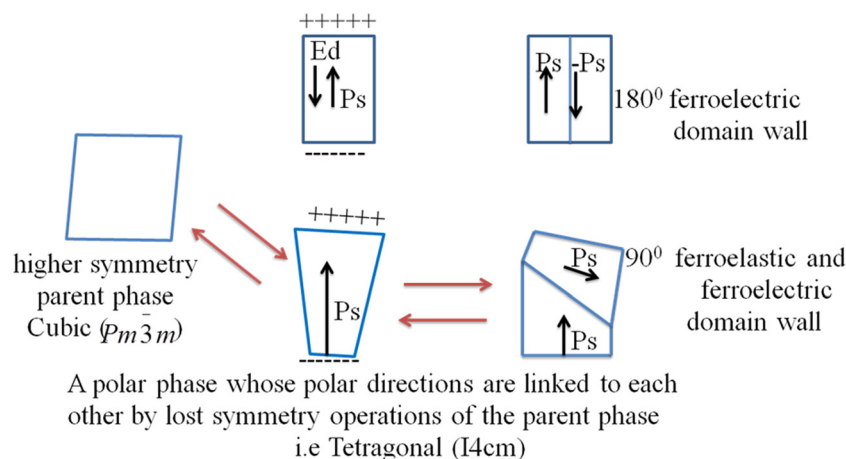 +++++
Ed
Ps
-------
Ps -Ps
180⁰ ferroelectric
domain wall
+++++
Ps
-------
higher symmetry
parent phase
Cubic (Pm3̄m)
Ps
Ps
90⁰ ferroelastic and
ferroelectric
domain wall
A polar phase whose polar directions are linked to each
other by lost symmetry operations of the parent phase
i.e Tetragonal (I4cm)